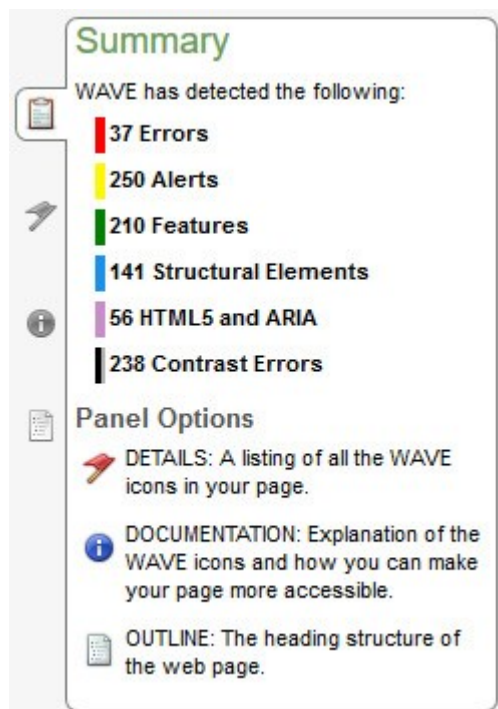 Summary
WAVE has detected the following:
37 Errors
250 Alerts
210 Features
141 Structural Elements
56 HTML5 and ARIA
238 Contrast Errors
Panel Options
DETAILS: A listing of all the WAVE
icons in your page.
DOCUMENTATION: Explanation of the
WAVE icons and how you can make
your page more accessible.
OUTLINE: The heading structure of
the web page.